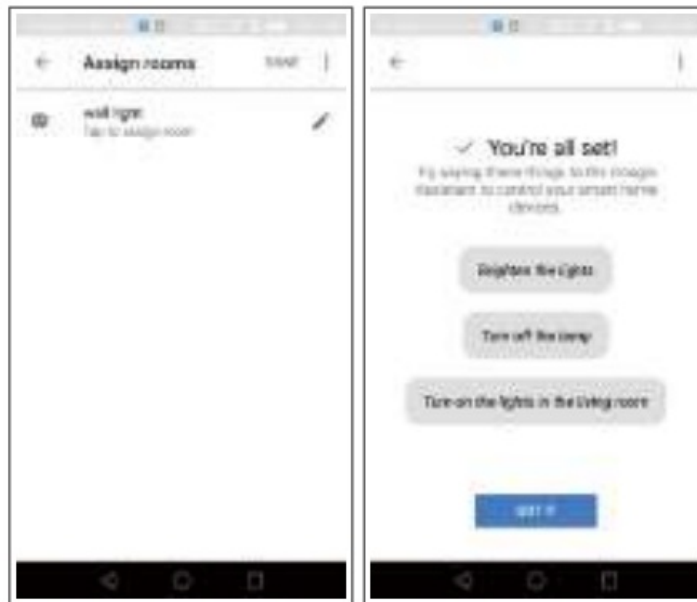 Assign rooms
wall light
Tap to assign room
You're all set!
Try saying these things to the Google
Assistant to control your smart home
devices.
Brighten the lights
Turn off the lamp
Turn on the lights in the living room
GOT IT